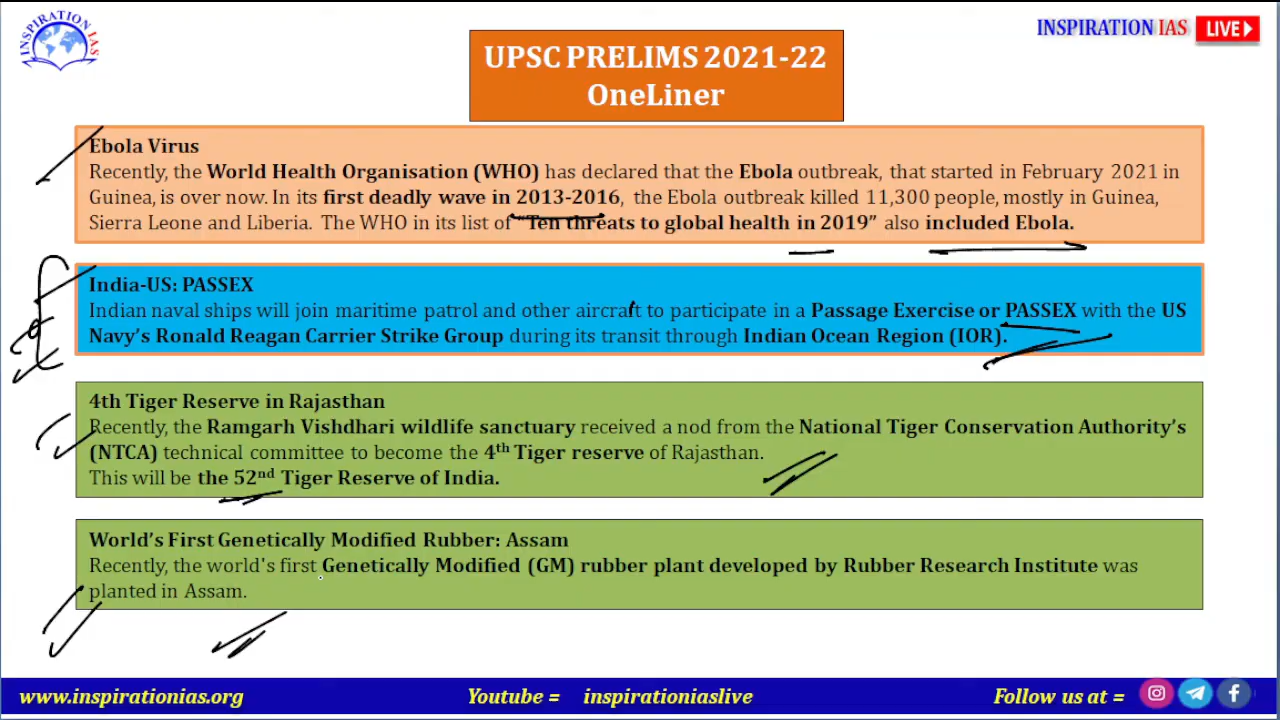 INSPIRATION IAS
INSPIRATION IAS LIVE
UPSC PRELIMS 2021-22
OneLiner
Ebola Virus
Recently, the World Health Organisation (WHO) has declared that the Ebola outbreak, that started in February 2021 in
Guinea, is over now. In its first deadly wave in 2013-2016, the Ebola outbreak killed 11,300 people, mostly in Guinea,
Sierra Leone and Liberia. The WHO in its list of "Ten threats to global health in 2019" also included Ebola.
India-US: PASSEX
Indian naval ships will join maritime patrol and other aircraft to participate in a Passage Exercise or PASSEX with the US
Navy's Ronald Reagan Carrier Strike Group during its transit through Indian Ocean Region (IOR).
4th Tiger Reserve in Rajasthan
Recently, the Ramgarh Vishdhari wildlife sanctuary received a nod from the National Tiger Conservation Authority's
(NTCA) technical committee to become the 4th Tiger reserve of Rajasthan.
This will be the 52nd Tiger Reserve of India.
World's First Genetically Modified Rubber: Assam
Recently, the world's first Genetically Modified (GM) rubber plant developed by Rubber Research Institute was
planted in Assam.
www.inspirationias.org Youtube = inspirationiaslive Follow us at =